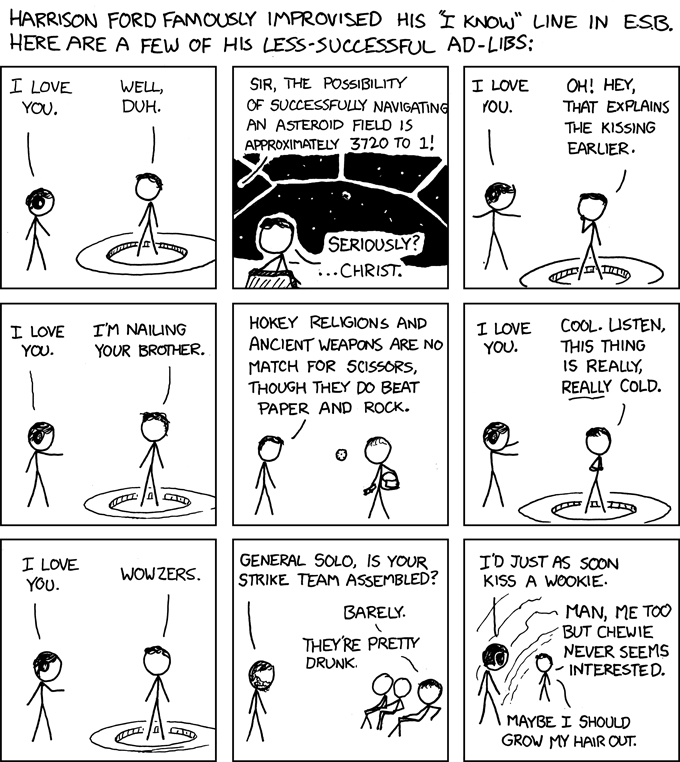 HARRISON FORD FAMOUSLY IMPROVISED HIS "I KNOW" LINE IN E.S.B.
HERE ARE A FEW OF HIS LESS-SUCCESSFUL AD-LIBS:
I LOVE
YOU.
WELL,
DUH.
SIR, THE POSSIBILITY
OF SUCCESSFULLY NAVIGATING
AN ASTEROID FIELD IS
APPROXIMATELY 3720 TO 1!
SERIOUSLY?
...CHRIST.
I LOVE
YOU.
OH! HEY,
THAT EXPLAINS
THE KISSING
EARLIER.
I LOVE
YOU.
I'M NAILING
YOUR BROTHER.
HOKEY RELIGIONS AND
ANCIENT WEAPONS ARE NO
MATCH FOR SCISSORS,
THOUGH THEY DO BEAT
PAPER AND ROCK.
I LOVE
YOU.
COOL. LISTEN,
THIS THING
IS REALLY,
REALLY COLD.
I LOVE
YOU.
WOWZERS.
GENERAL SOLO, IS YOUR
STRIKE TEAM ASSEMBLED?
BARELY.
THEY'RE PRETTY
DRUNK.
I'D JUST AS SOON
KISS A WOOKIE.
MAN, ME TOO
BUT CHEWIE
NEVER SEEMS
INTERESTED.
MAYBE I SHOULD
GROW MY HAIR OUT.